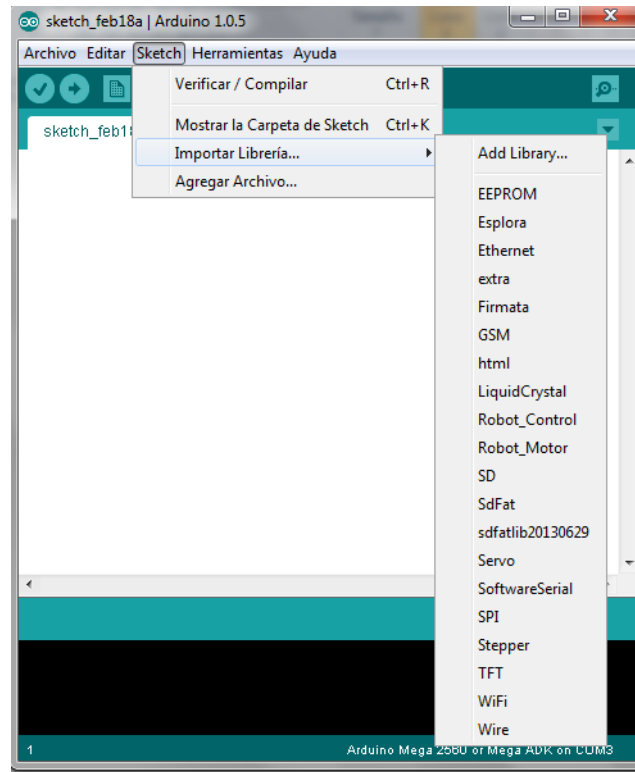 sketch_feb18a | Arduino 1.0.5
Archivo Editar Sketch Herramientas Ayuda
Verificar / Compilar Ctrl+R
sketch_feb1
Mostrar la Carpeta de Sketch Ctrl+K
Importar Librería...
Agregar Archivo...
Add Library...
EEPROM
Esplora
Ethernet
extra
Firmata
GSM
html
LiquidCrystal
Robot_Control
Robot_Motor
SD
SdFat
sdfatlib20130629
Servo
SoftwareSerial
SPI
Stepper
TFT
WiFi
Wire
1 Arduino Mega 2560 or Mega ADK on COM3